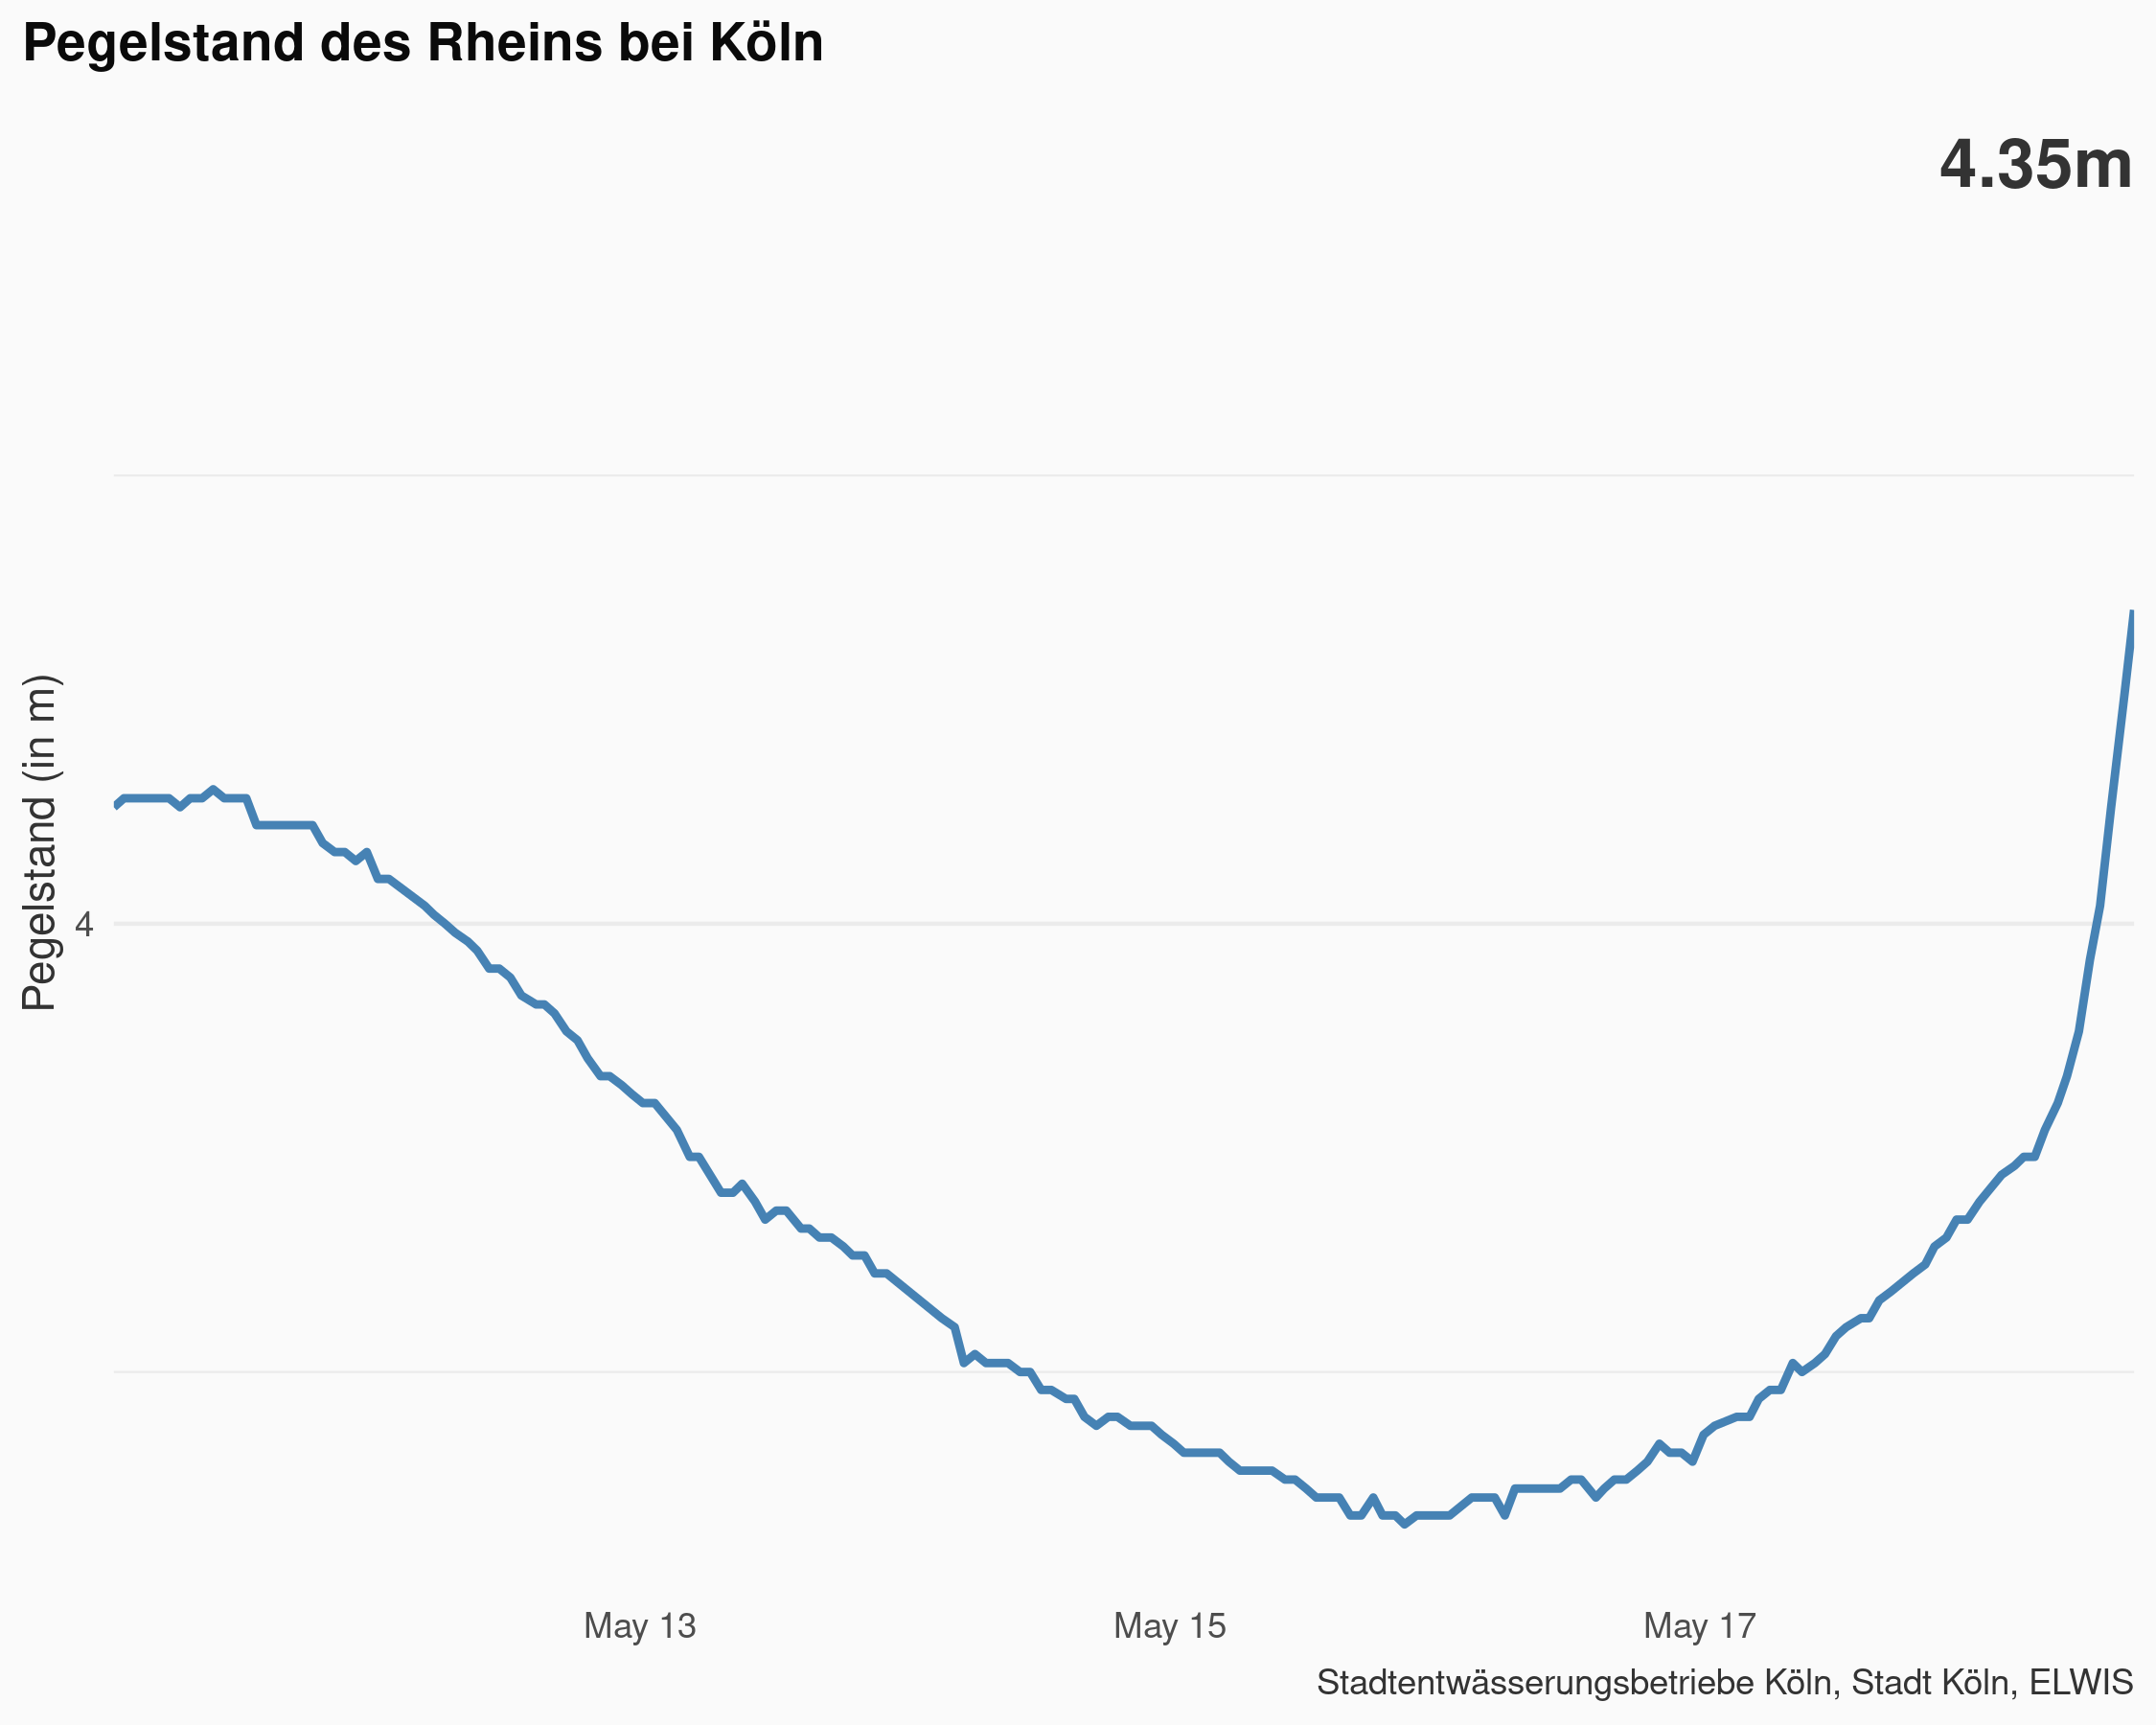 Pegelstand des Rheins bei Köln
4.35m
Pegelstand (in m)
4
May 13
May 15
May 17
Stadtentwässerungsbetriebe Köln, Stadt Köln, ELWIS